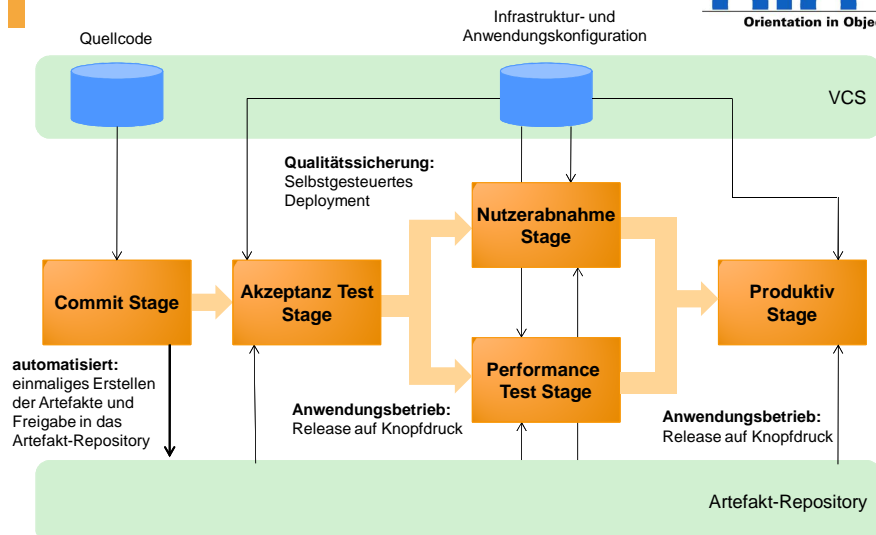 Quellcode
Infrastruktur- und
Anwendungskonfiguration
Orientation in Obje
VCS
Qualitätssicherung:
Selbstgesteuertes
Deployment
Nutzerabnahme
Stage
Commit Stage
Akzeptanz Test
Stage
Produktiv
Stage
automatisiert:
einmaliges Erstellen
der Artefakte und
Freigabe in das
Artefakt-Repository
Performance
Test Stage
Anwendungsbetrieb:
Release auf Knopfdruck
Anwendungsbetrieb:
Release auf Knopfdruck
Artefakt-Repository